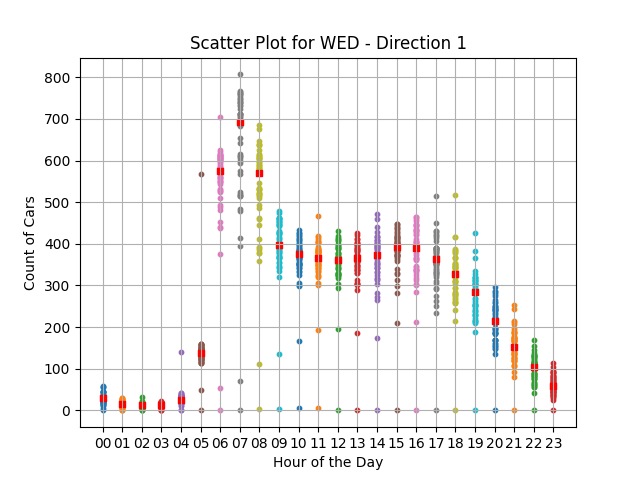 Scatter Plot for WED - Direction 1
Count of Cars
800
700
600
500
400
300
200
100
0
00 01 02 03 04 05 06 07 08 09 10 11 12 13 14 15 16 17 18 19 20 21 22 23
Hour of the Day